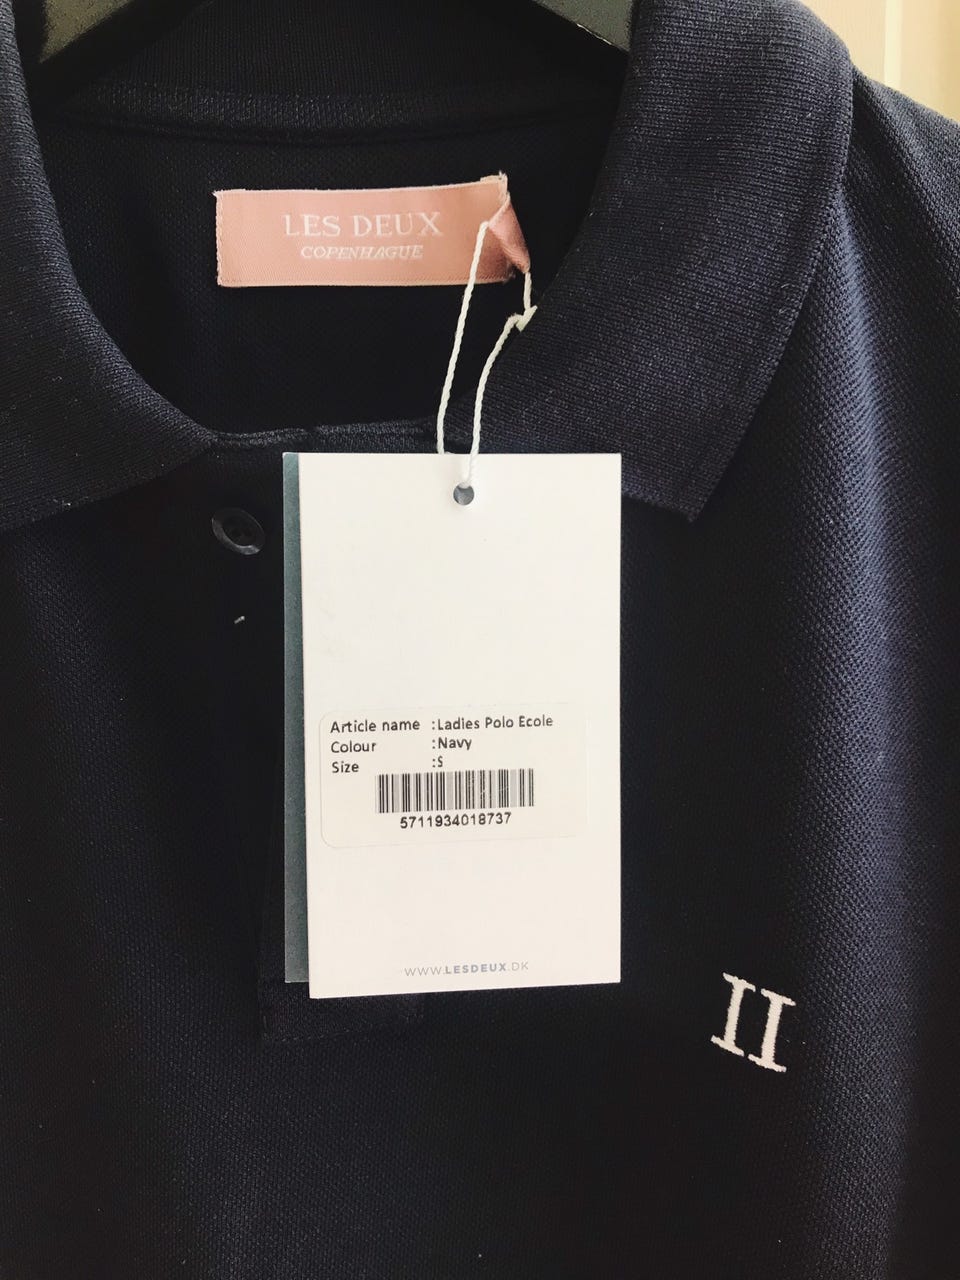 LES DEUX
COPENHAGUE
Article name :Ladies Polo Ecole
Colour :Navy
Size :S
5711934018737
WWW.LESDEUX.DK
II